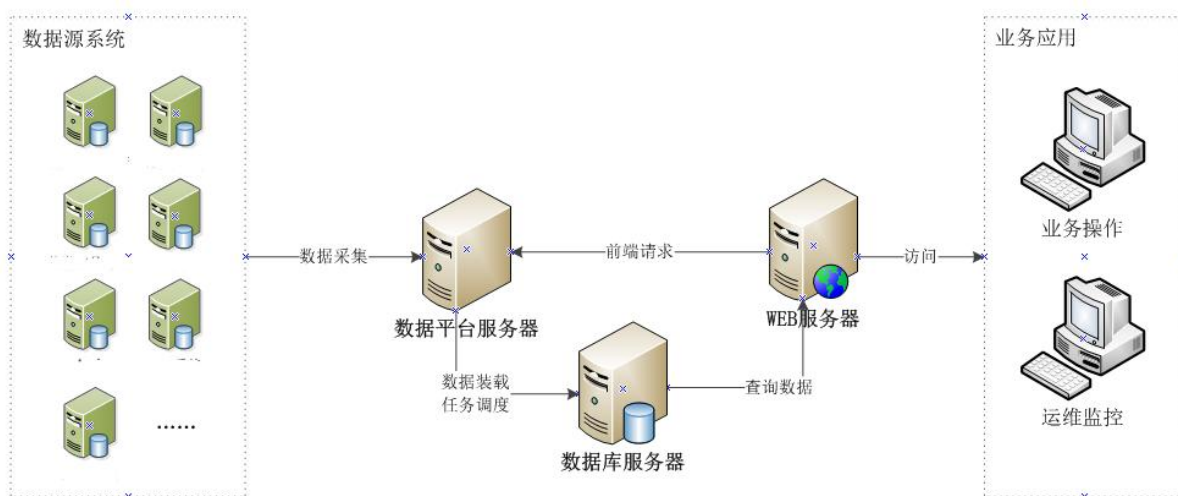 数据源系统
业务应用
业务操作
数据采集
前端请求
访问
数据平台服务器
WEB服务器
数据装载
任务调度
查询数据
运维监控
数据库服务器
……